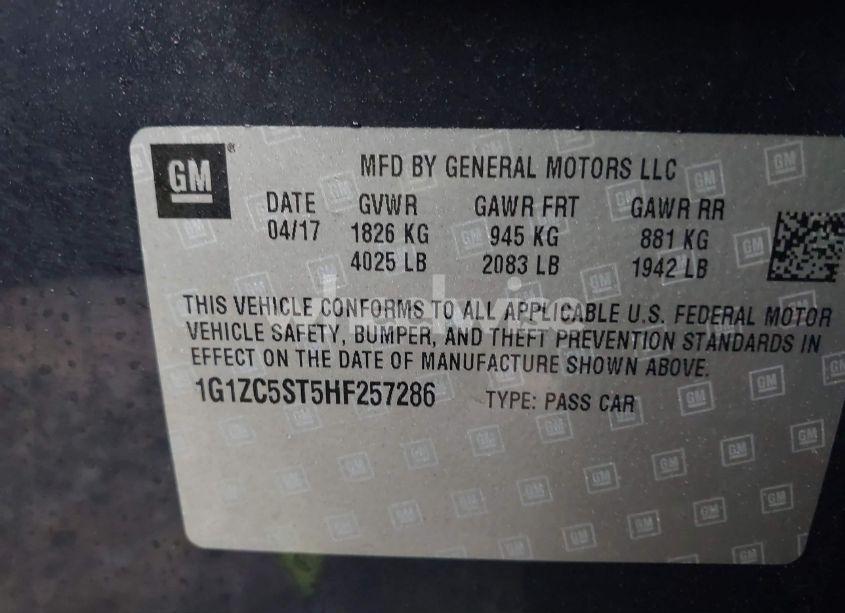 GM
MFD BY GENERAL MOTORS LLC
DATE GVWR GAWR FRT GAWR RR
04/17 1826 KG 945 KG 881 KG
4025 LB 2083 LB 1942 LB
THIS VEHICLE CONFORMS TO ALL APPLICABLE U.S. FEDERAL MOTOR
VEHICLE SAFETY, BUMPER, AND THEFT PREVENTION STANDARDS IN
EFFECT ON THE DATE OF MANUFACTURE SHOWN ABOVE.
1G1ZC5ST5HF257286 TYPE: PASS CAR